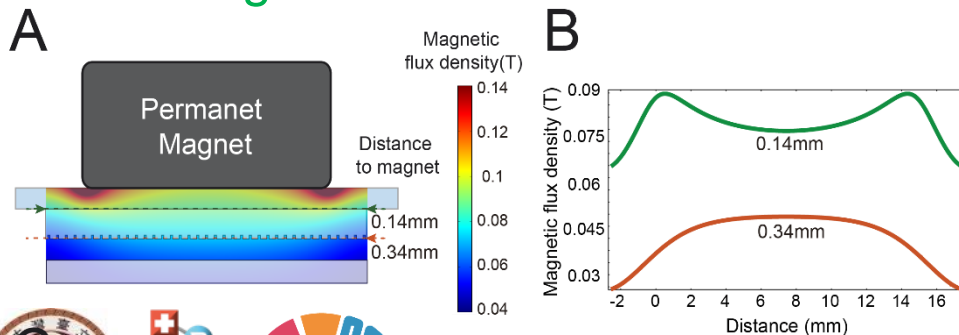 A
Magnetic
flux density(T)
Permanet
Magnet
Distance
to magnet
0.14mm
0.34mm
0.14
0.12
0.1
0.08
0.06
0.04
B
Magnetic flux density (T)
0.09
0.075
0.06
0.045
0.03
0.14mm
0.34mm
-2 0 2 4 6 8 10 12 14 16
Distance (mm)